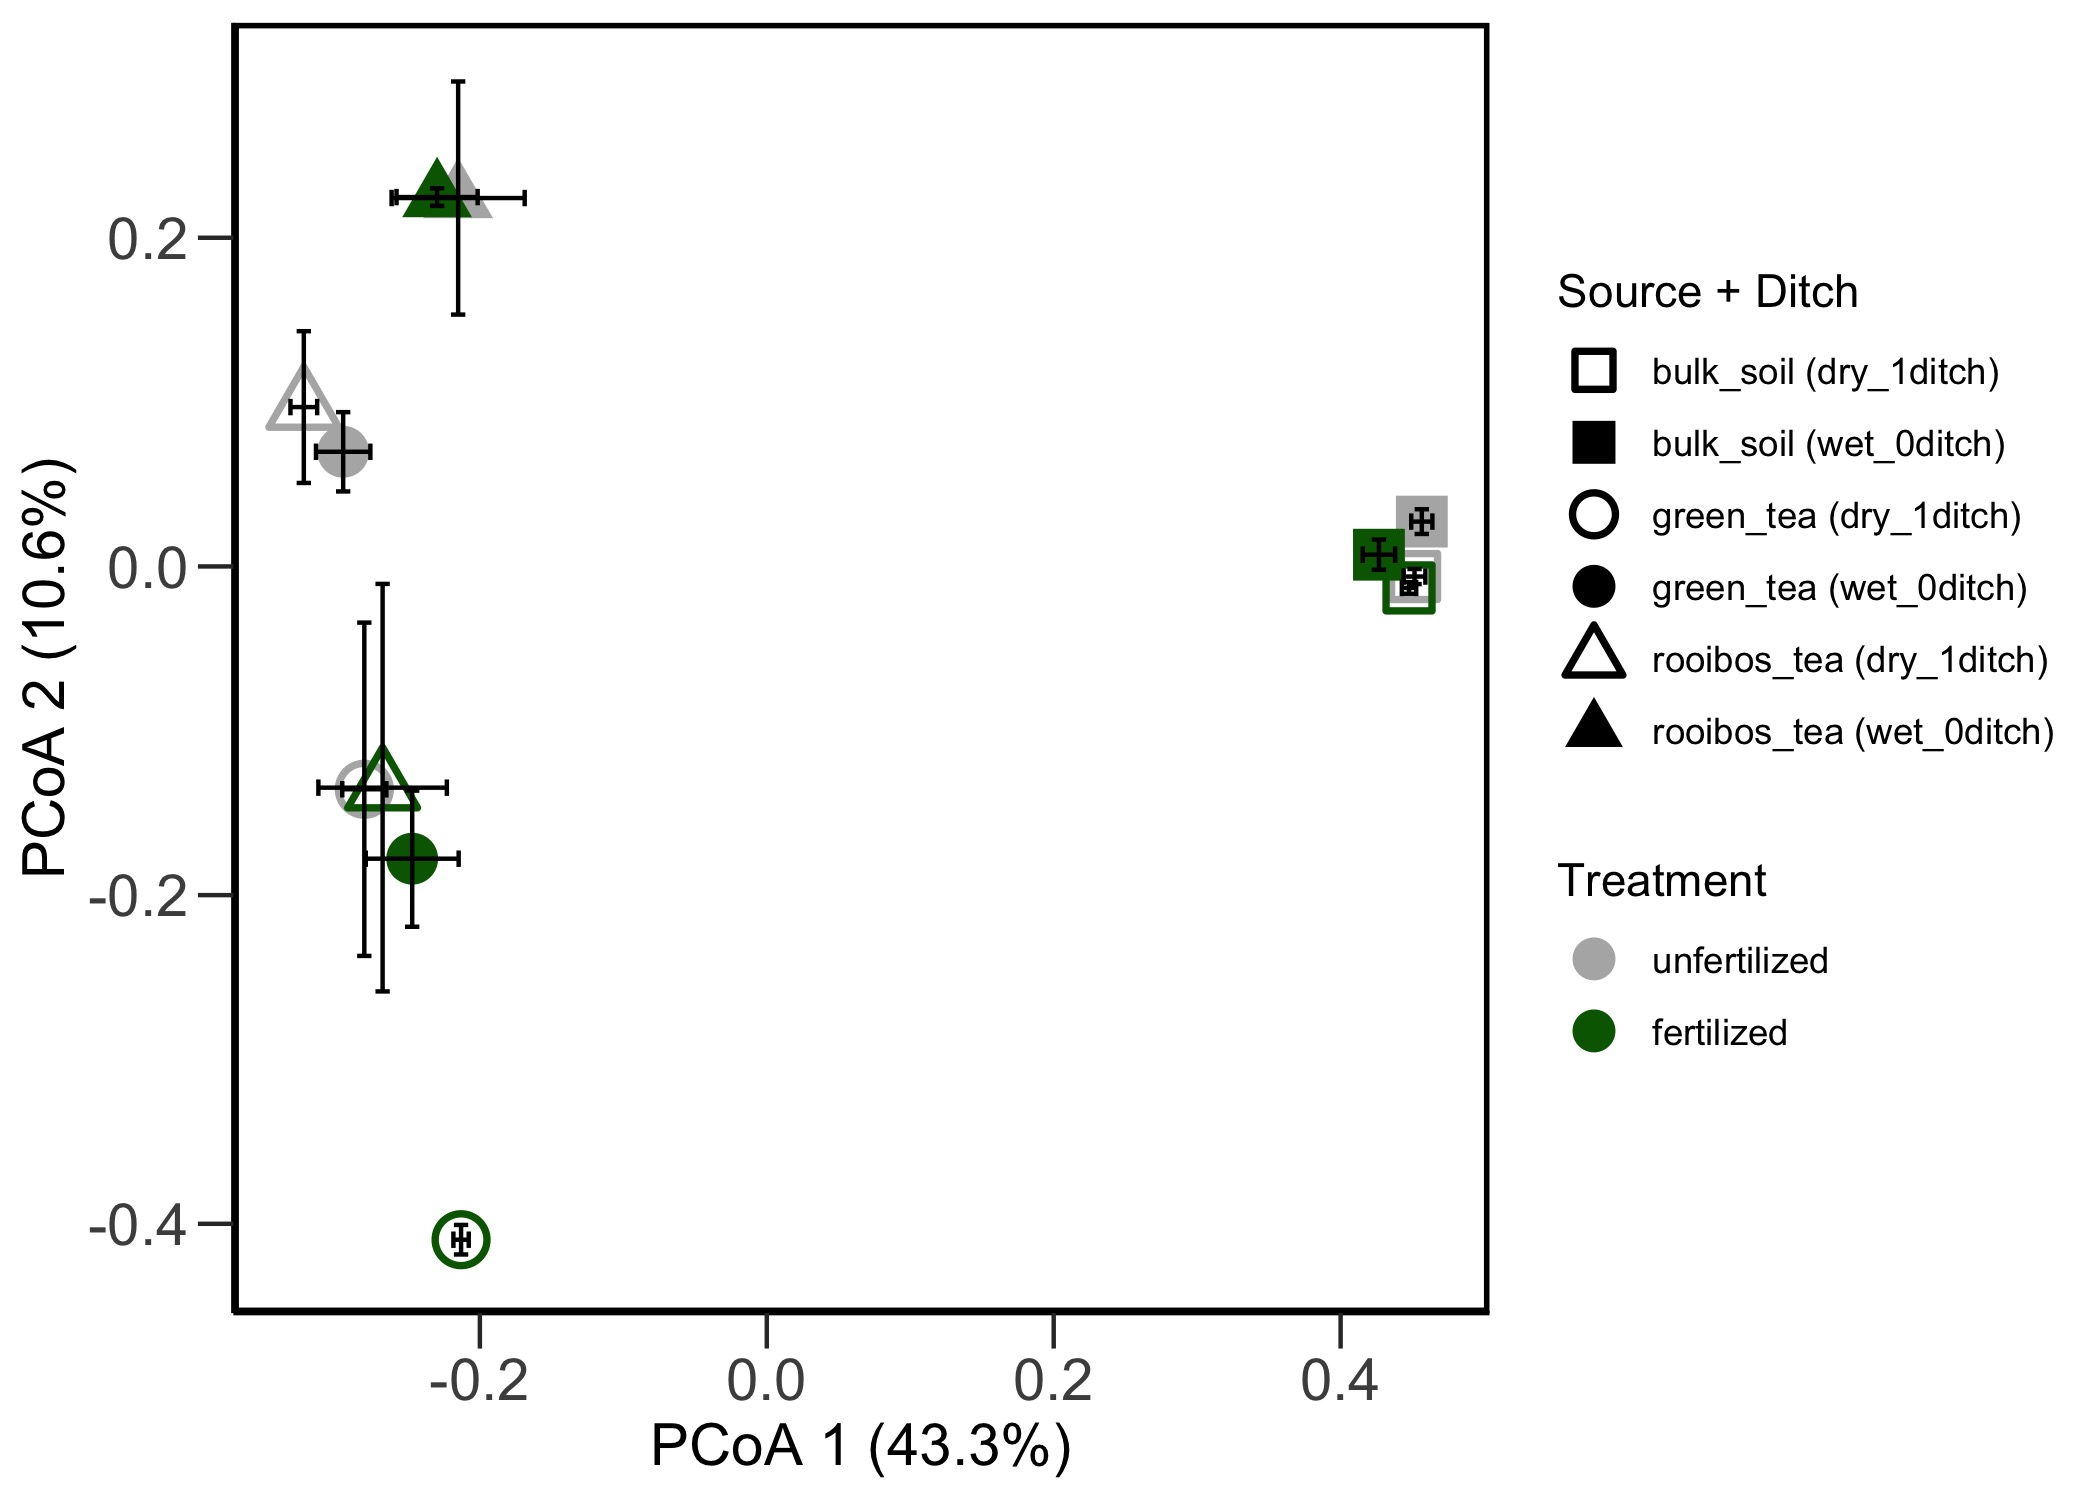 0.2
0.0
-0.2
-0.4
PCoA 2 (10.6%)
-0.2 0.0 0.2 0.4
PCoA 1 (43.3%)
Source + Ditch
bulk_soil (dry_1ditch)
bulk_soil (wet_0ditch)
green_tea (dry_1ditch)
green_tea (wet_0ditch)
rooibos_tea (dry_1ditch)
rooibos_tea (wet_0ditch)
Treatment
unfertilized
fertilized